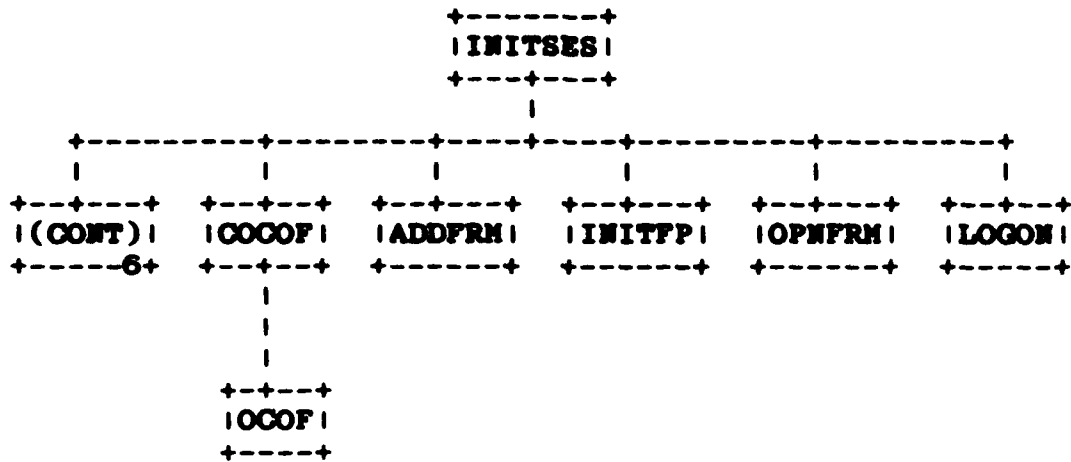 INITSES
(CONT) COCOF ADDFRM INITFP OPNFRM LOGON
6
OCOF